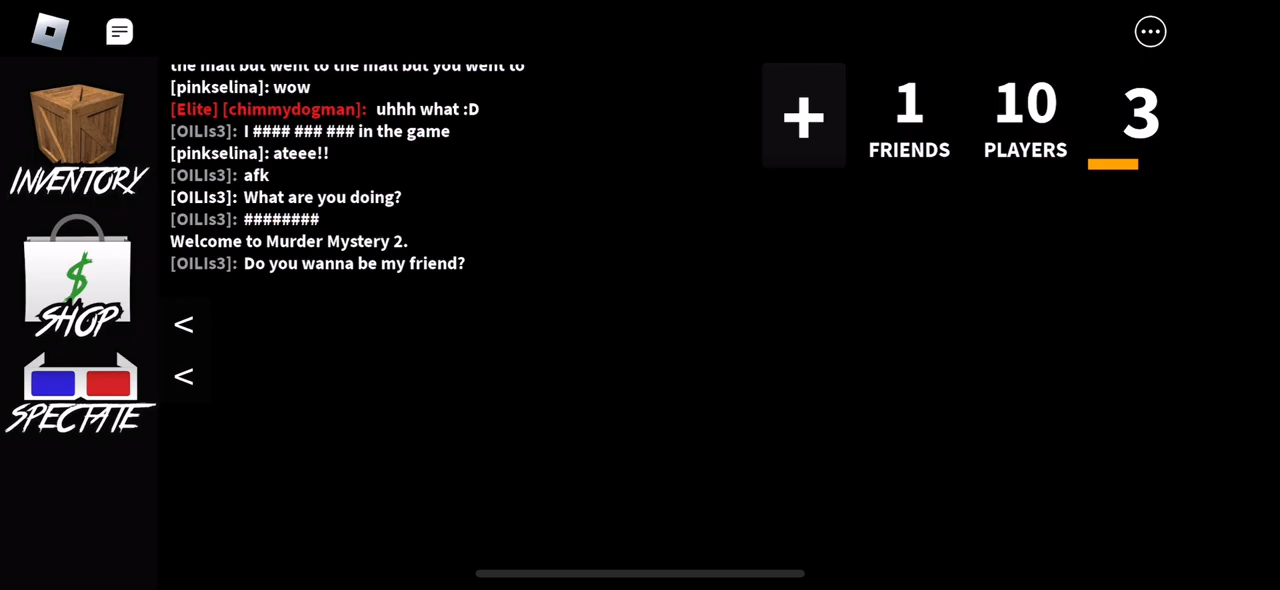 the mall but went to the mall but you went to
[pinkselina]: wow
[Elite] [chimmydogman]: uhhh what :D
[OILIs3]: I #### ### ### in the game
[pinkselina]: ateee!!
[OILIs3]: afk
[OILIs3]: What are you doing?
[OILIs3]: ########
Welcome to Murder Mystery 2.
[OILIs3]: Do you wanna be my friend?
INVENTORY
$
SHOP
SPECTATE
<
<
+
1
FRIENDS
10
PLAYERS
3